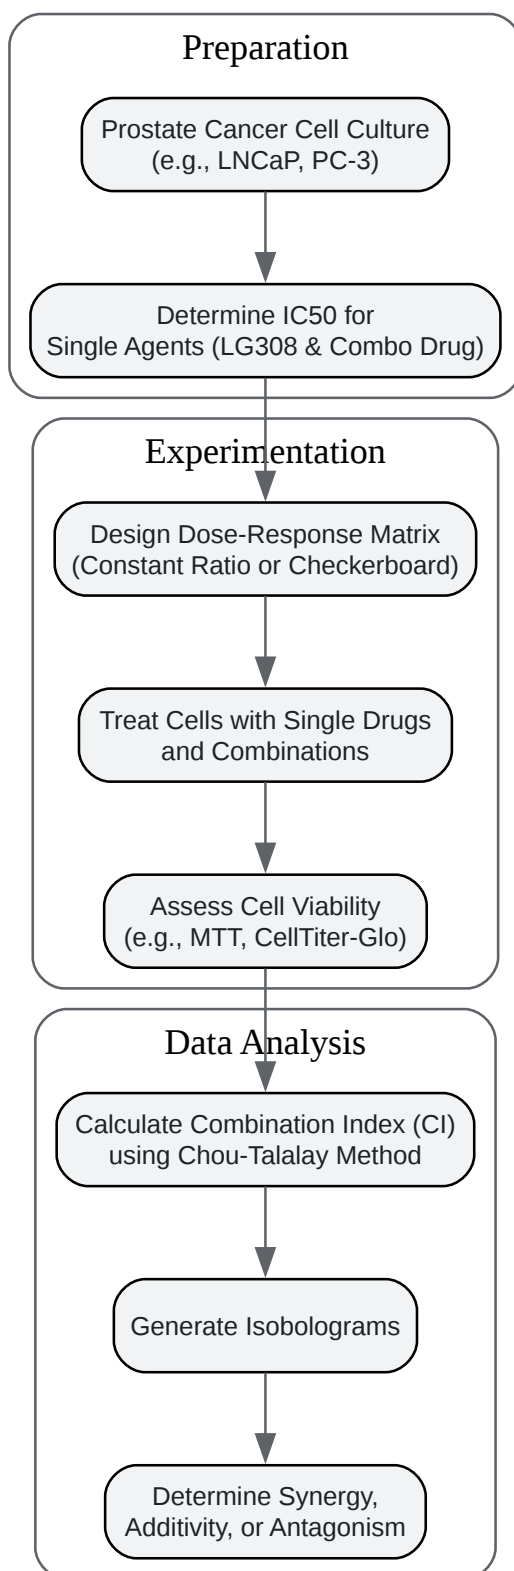 Preparation
Prostate Cancer Cell Culture
(e.g., LNCaP, PC-3)
Determine IC50 for
Single Agents (LG308 & Combo Drug)
Experimentation
Design Dose-Response Matrix
(Constant Ratio or Checkerboard)
Treat Cells with Single Drugs
and Combinations
Assess Cell Viability
(e.g., MTT, CellTiter-Glo)
Data Analysis
Calculate Combination Index (CI)
using Chou-Talalay Method
Generate Isobolograms
Determine Synergy,
Additivity, or Antagonism